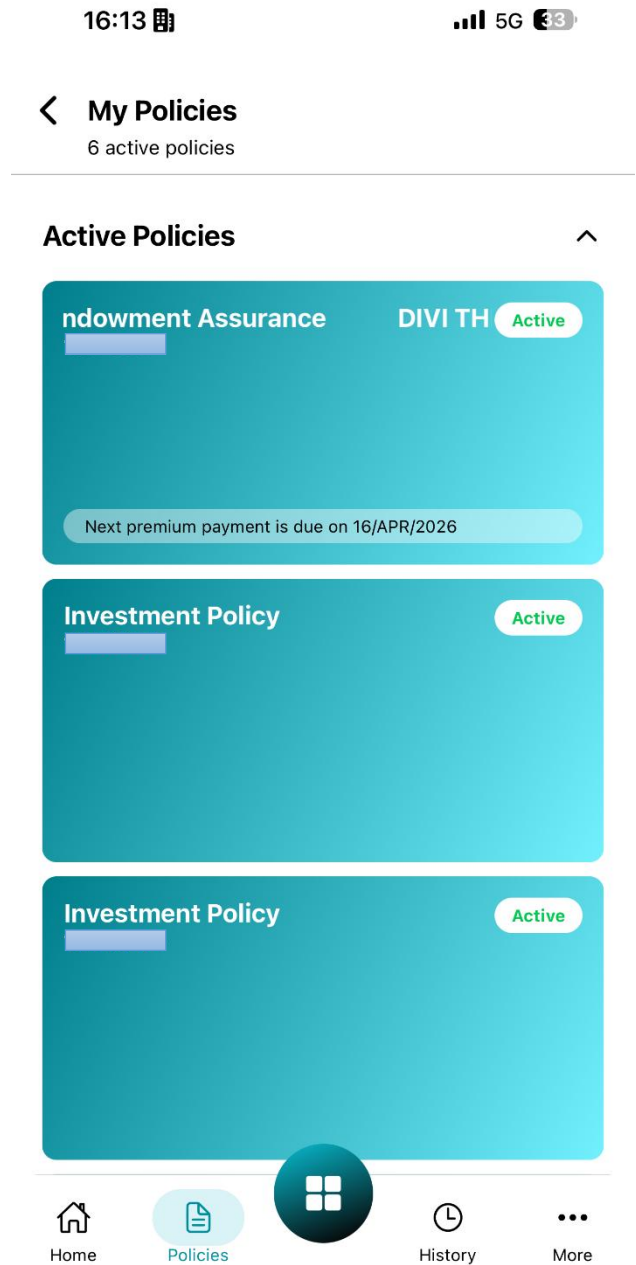 16:13 5G 33
My Policies
6 active policies
Active Policies
ndowment Assurance DIVI TH Active
Next premium payment is due on 16/APR/2026
Investment Policy Active
Investment Policy Active
Home Policies History More